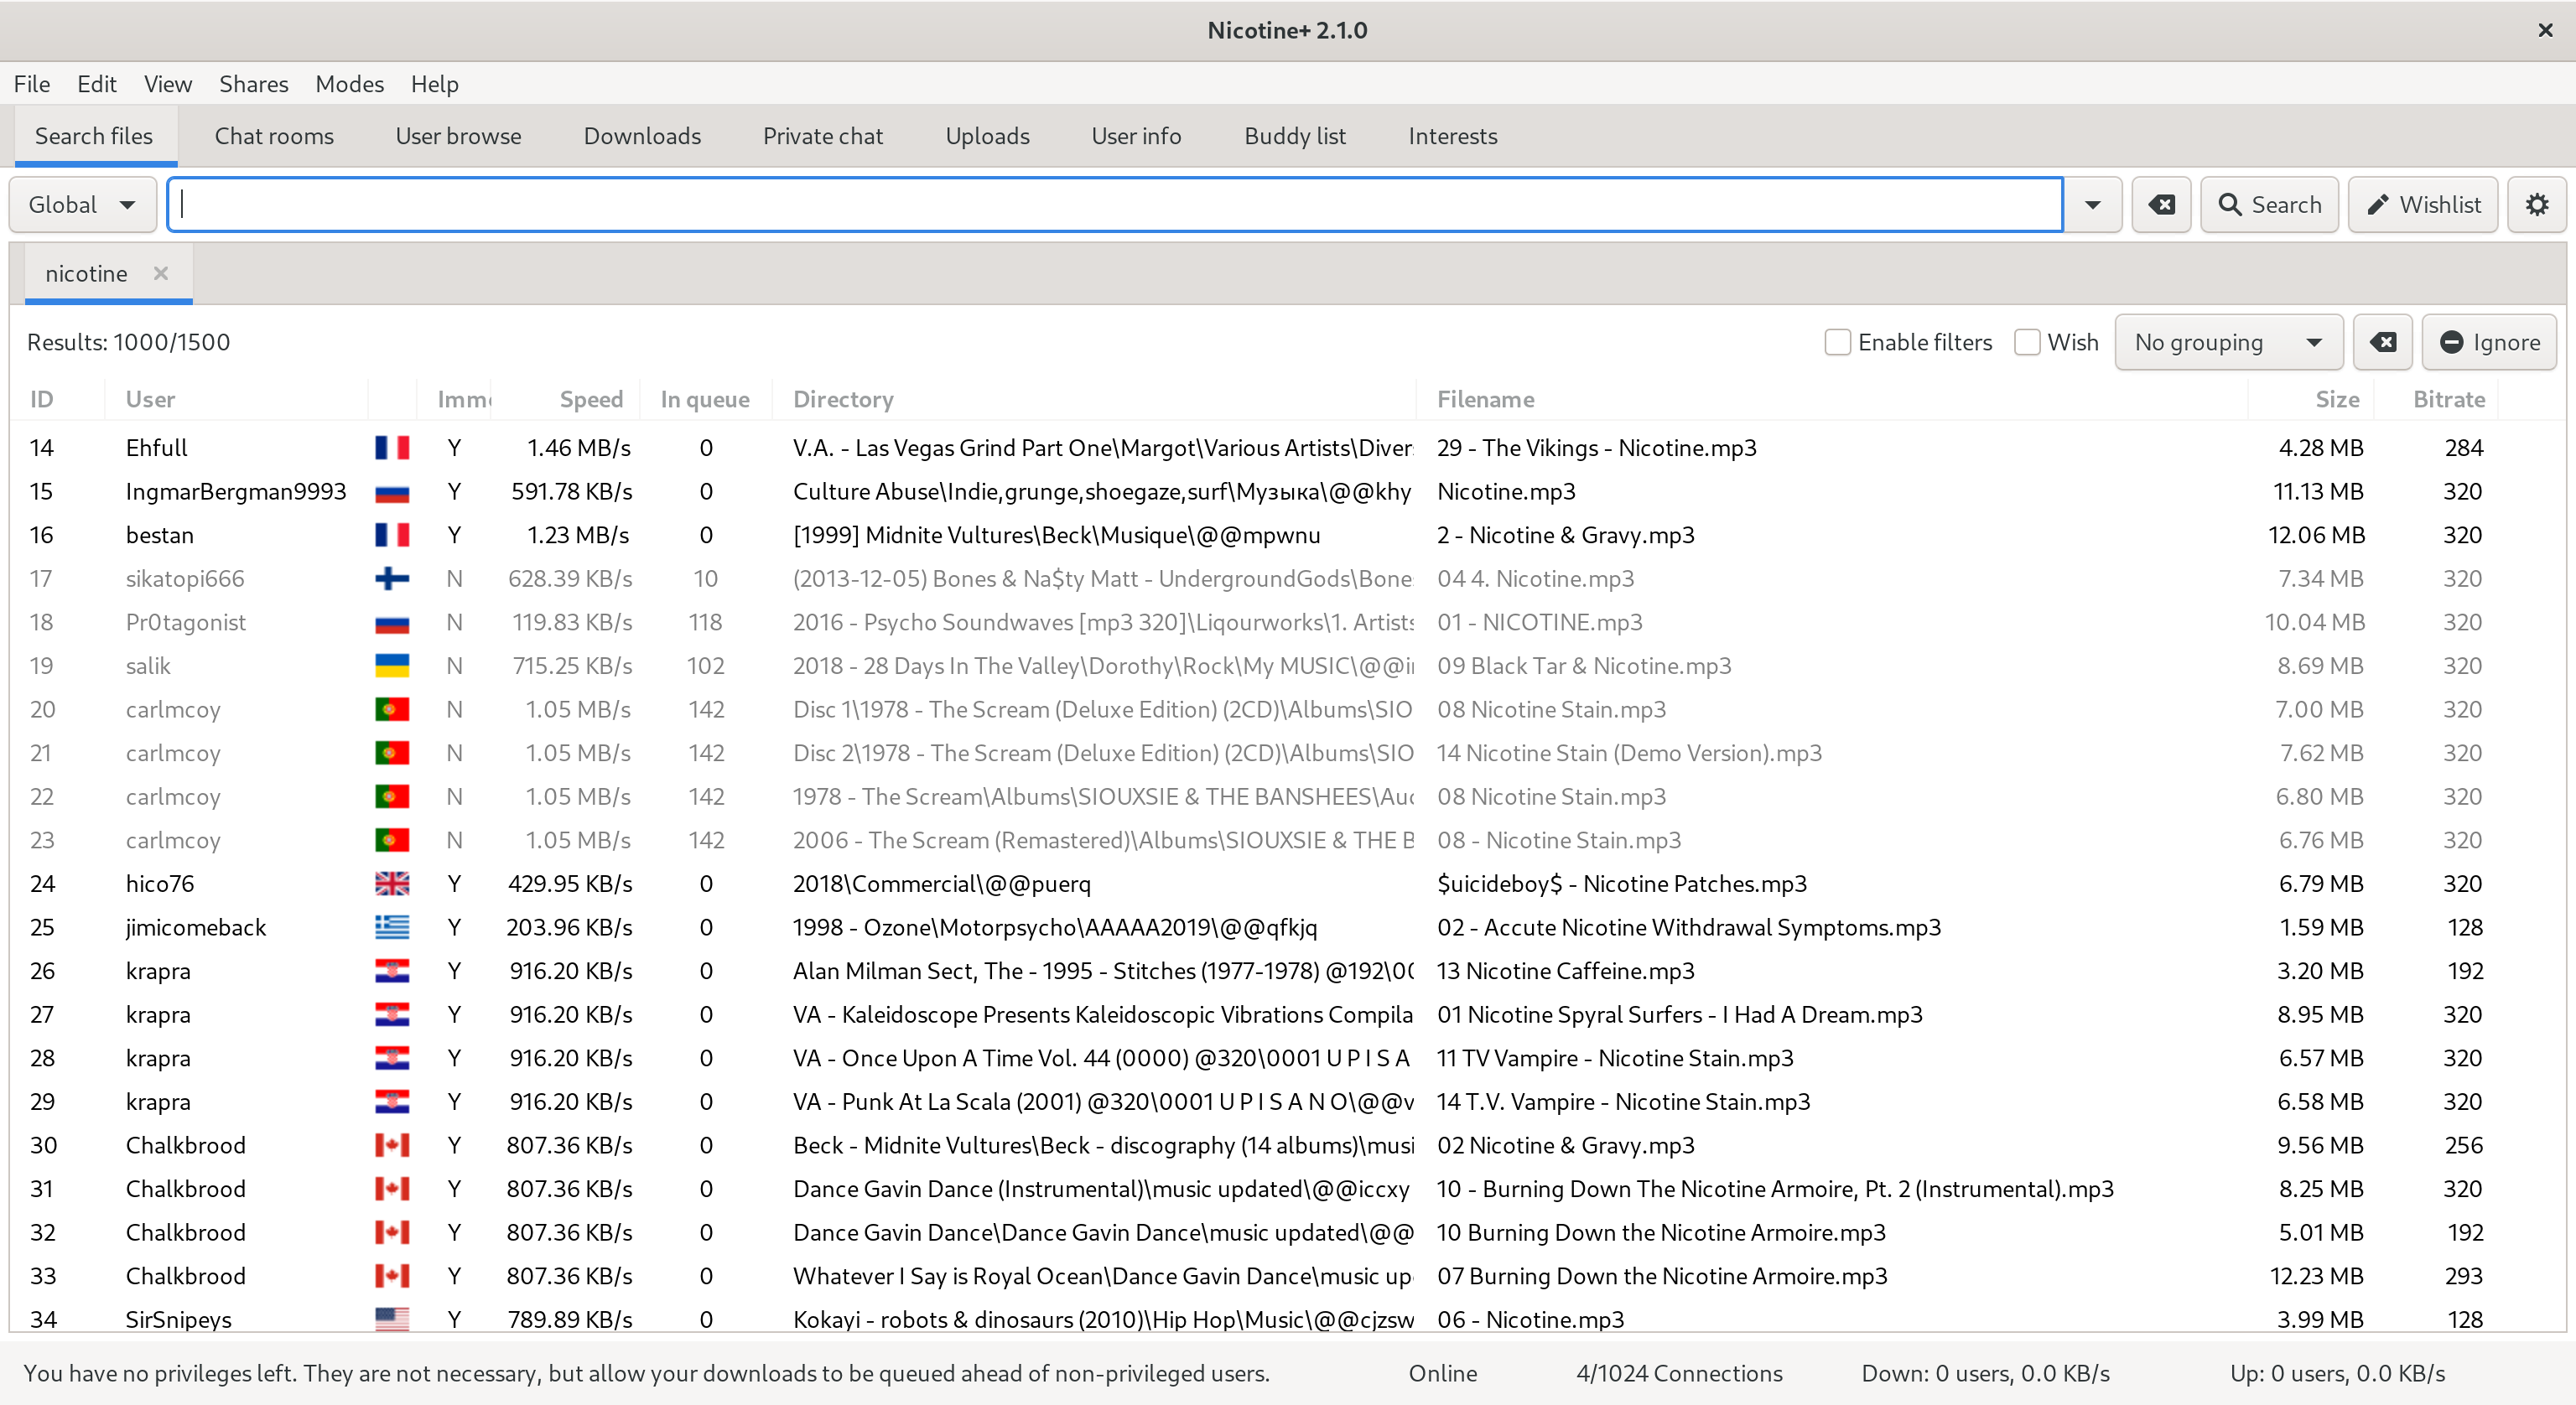 Nicotine+ 2.1.0
File Edit View Shares Modes Help
Search files Chat rooms User browse Downloads Private chat Uploads User info Buddy list Interests
Global Search Wishlist
nicotine
Results: 1000/1500 Enable filters Wish No grouping Ignore
ID User Imm Speed In queue Directory Filename Size Bitrate
14 Ehfull Y 1.46 MB/s 0 V.A. - Las Vegas Grind Part One\Margot\Various Artists\Diver 29 - The Vikings - Nicotine.mp3 4.28 MB 284
15 IngmarBergman9993 Y 591.78 KB/s 0 Culture Abuse\Indie,grunge,shoegaze,surf\Музыка\@@khy Nicotine.mp3 11.13 MB 320
16 bestan Y 1.23 MB/s 0 [1999] Midnite Vultures\Beck\Musique\@@mpwnu 2 - Nicotine & Gravy.mp3 12.06 MB 320
17 sikatopi666 N 628.39 KB/s 10 (2013-12-05) Bones & Na$ty Matt - UndergroundGods\Bone 04 4. Nicotine.mp3 7.34 MB 320
18 Pr0tagonist N 119.83 KB/s 118 2016 - Psycho Soundwaves [mp3 320]\Liqourworks\1. Artists 01 - NICOTINE.mp3 10.04 MB 320
19 salik N 715.25 KB/s 102 2018 - 28 Days In The Valley\Dorothy\Rock\My MUSIC\@@i 09 Black Tar & Nicotine.mp3 8.69 MB 320
20 carlmcoy N 1.05 MB/s 142 Disc 1\1978 - The Scream (Deluxe Edition) (2CD)\Albums\SIO 08 Nicotine Stain.mp3 7.00 MB 320
21 carlmcoy N 1.05 MB/s 142 Disc 2\1978 - The Scream (Deluxe Edition) (2CD)\Albums\SIO 14 Nicotine Stain (Demo Version).mp3 7.62 MB 320
22 carlmcoy N 1.05 MB/s 142 1978 - The Scream\Albums\SIOUXSIE & THE BANSHEES\Au 08 Nicotine Stain.mp3 6.80 MB 320
23 carlmcoy N 1.05 MB/s 142 2006 - The Scream (Remastered)\Albums\SIOUXSIE & THE B 08 - Nicotine Stain.mp3 6.76 MB 320
24 hico76 Y 429.95 KB/s 0 2018\Commercial\@@puerq $uicideboy$ - Nicotine Patches.mp3 6.79 MB 320
25 jimicomeback Y 203.96 KB/s 0 1998 - Ozone\Motorpsycho\AAAAA2019\@@qfkjq 02 - Accute Nicotine Withdrawal Symptoms.mp3 1.59 MB 128
26 krapra Y 916.20 KB/s 0 Alan Milman Sect, The - 1995 - Stitches (1977-1978) @192\00 13 Nicotine Caffeine.mp3 3.20 MB 192
27 krapra Y 916.20 KB/s 0 VA - Kaleidoscope Presents Kaleidoscopic Vibrations Compila 01 Nicotine Spyral Surfers - I Had A Dream.mp3 8.95 MB 320
28 krapra Y 916.20 KB/s 0 VA - Once Upon A Time Vol. 44 (0000) @320\0001 U P I S A 11 TV Vampire - Nicotine Stain.mp3 6.57 MB 320
29 krapra Y 916.20 KB/s 0 VA - Punk At La Scala (2001) @320\0001 U P I S A N O\@@v 14 T.V. Vampire - Nicotine Stain.mp3 6.58 MB 320
30 Chalkbrood Y 807.36 KB/s 0 Beck - Midnite Vultures\Beck - discography (14 albums)\musi 02 Nicotine & Gravy.mp3 9.56 MB 256
31 Chalkbrood Y 807.36 KB/s 0 Dance Gavin Dance (Instrumental)\music updated\@@iccxy 10 - Burning Down The Nicotine Armoire, Pt. 2 (Instrumental).mp3 8.25 MB 320
32 Chalkbrood Y 807.36 KB/s 0 Dance Gavin Dance\Dance Gavin Dance\music updated\@@ 10 Burning Down the Nicotine Armoire.mp3 5.01 MB 192
33 Chalkbrood Y 807.36 KB/s 0 Whatever I Say is Royal Ocean\Dance Gavin Dance\music up 07 Burning Down the Nicotine Armoire.mp3 12.23 MB 293
34 SirSnipeys Y 789.89 KB/s 0 Kokayi - robots & dinosaurs (2010)\Hip Hop\Music\@@cjzsw 06 - Nicotine.mp3 3.99 MB 128
You have no privileges left. They are not necessary, but allow your downloads to be queued ahead of non-privileged users. Online 4/1024 Connections Down: 0 users, 0.0 KB/s Up: 0 users, 0.0 KB/s